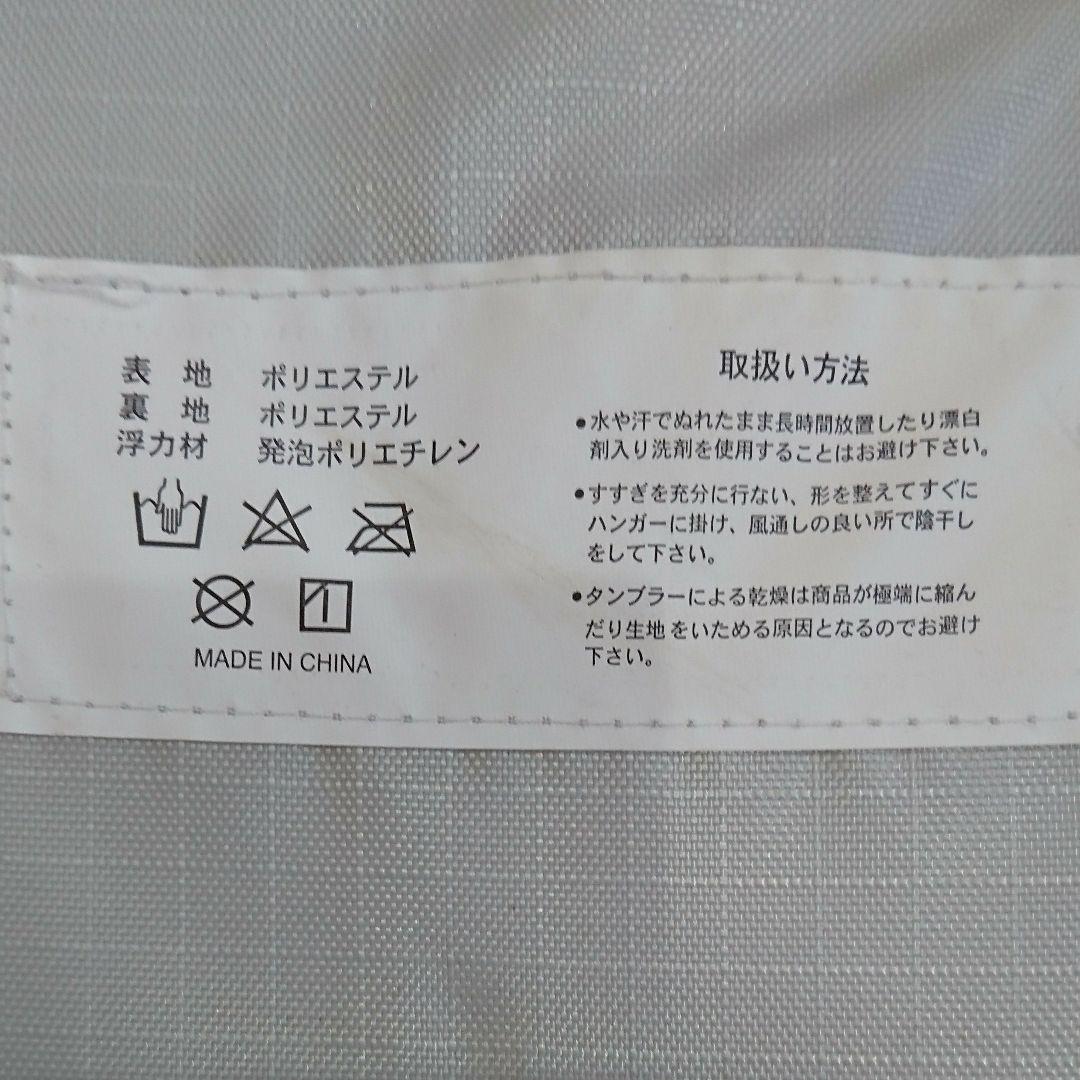 表 地 ポリエステル
裏 地 ポリエステル
浮力材 発泡ポリエチレン
MADE IN CHINA
取扱い方法
•水や汗でぬれたまま長時間放置したり漂白
剤入り洗剤を使用することはお避け下さい。
•すすぎを充分に行ない、形を整えてすぐに
ハンガーに掛け、風通しの良い所で陰干し
をして下さい。
•タンブラーによる乾燥は商品が極端に縮ん
だり生地をいためる原因となるのでお避け
下さい。